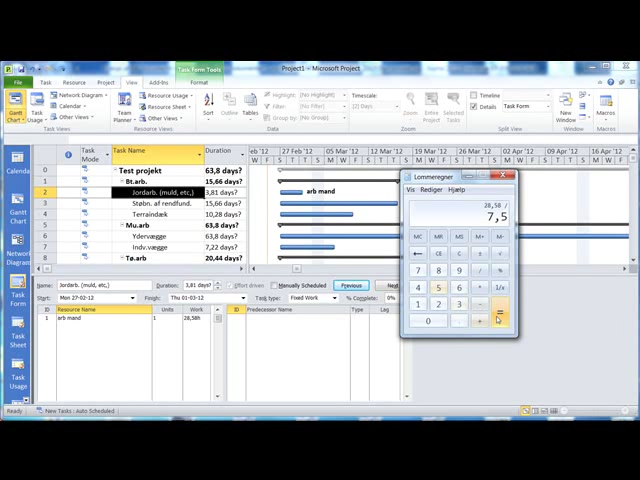 Task Form Tools
Project1 – Microsoft Project
File Task Resource Project View Add-Ins Format
Gantt Chart
Task Usage
Network Diagram
Calendar
Other Views
Task Views
Team Planner
Resource Usage
Resource Sheet
Other Views
Resource Views
Sort
Outline
Tables
Highlight: [No Highlight]
Filter: [No Filter]
Group by: [No Group]
Data
Timescale:
[2] Days
Zoom
Entire Project
Selected Tasks
Zoom
Timeline
Details Task Form
Split View
New Window
Window
Macros
Macros
Task Mode Task Name Duration
eb '12 27 Feb '12 05 Mar '12 12 Mar '12 19 Mar '12 26 Mar '12 02 Apr '12 09 Apr '12 16 Apr '12
0 Test projekt 63,8 days?
1 Bt.arb. 15,66 days?
2 Jordarb. (muld, etc,) 3,81 days? arb mand
3 Støbn. af rendfund. 15,66 days?
4 Terraindæk 10,28 days?
5 Mu.arb 63,8 days?
6 Ydervægge 63,8 days?
7 Indv.vægge 7,22 days?
8 Tø.arb 20,44 days?
Calenda
Gantt Chart
Network Diagram
Task Form
Task Sheet
Task Usage
Lommeregner
Vis Rediger Hjælp
28,58 /
7,5
MC MR MS M+ M-
← CE C ± √
7 8 9 / %
4 5 6 * 1/x
1 2 3 - =
0 , +
Name: Jordarb. (muld, etc,) Duration: 3,81 days? Effort driven Manually Scheduled Previous Next
Start: Mon 27-02-12 Finish: Thu 01-03-12 Task type: Fixed Work % Complete: 0%
ID Resource Name Units Work
1 arb mand 1 28,58h
ID Predecessor Name Type Lag
Ready New Tasks : Auto Scheduled